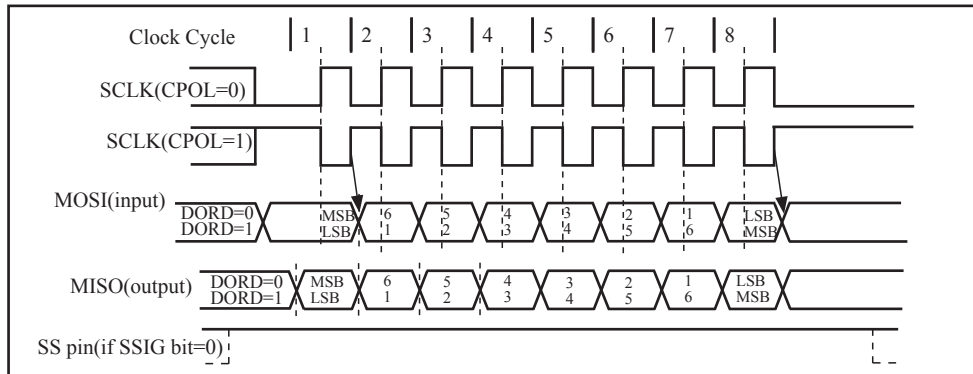 Clock Cycle 1 2 3 4 5 6 7 8
SCLK(CPOL=0)
SCLK(CPOL=1)
MOSI(input)
DORD=0 MSB 6 5 4 3 2 1 LSB
DORD=1 LSB 1 2 3 4 5 6 MSB
MISO(output)
DORD=0 MSB 6 5 4 3 2 1 LSB
DORD=1 LSB 1 2 3 4 5 6 MSB
SS pin(if SSIG bit=0)